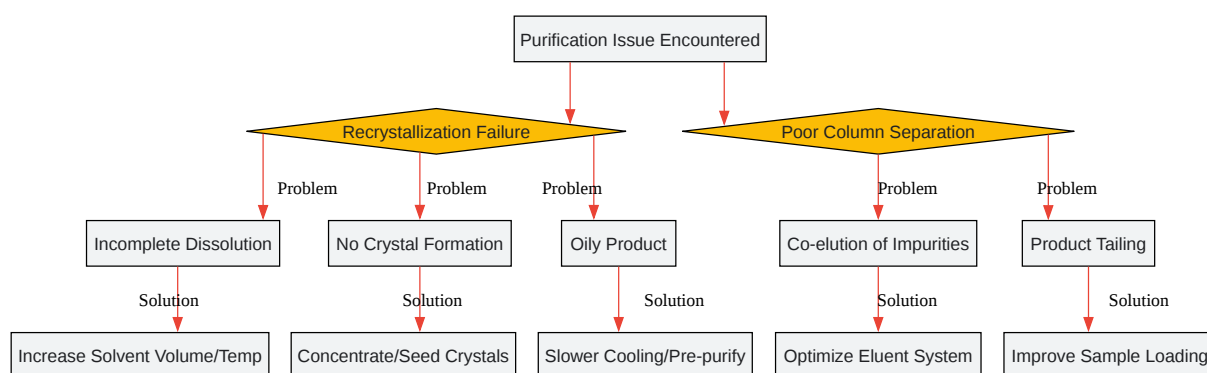 Purification Issue Encountered
Recrystallization Failure
Poor Column Separation
Problem
Problem
Problem
Problem
Problem
Incomplete Dissolution
No Crystal Formation
Oily Product
Co-elution of Impurities
Product Tailing
Solution
Solution
Solution
Solution
Solution
Increase Solvent Volume/Temp
Concentrate/Seed Crystals
Slower Cooling/Pre-purify
Optimize Eluent System
Improve Sample Loading